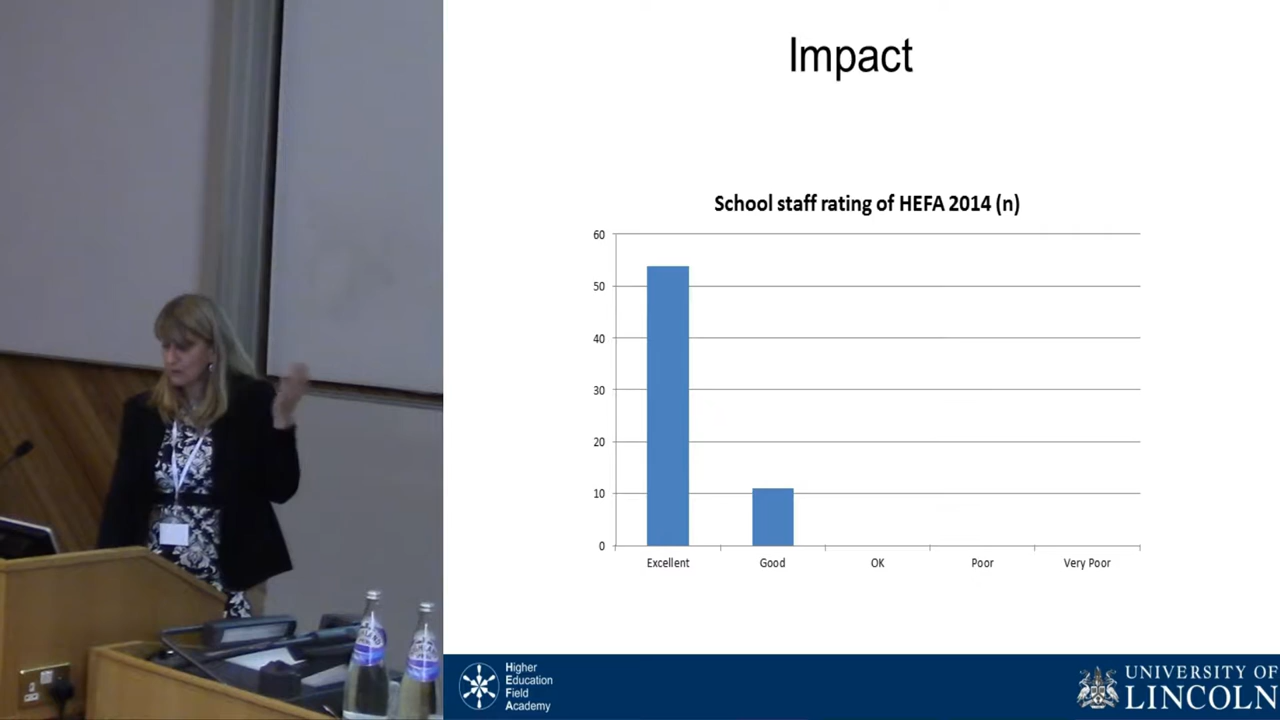 Impact
School staff rating of HEFA 2014 (n)
60
50
40
30
20
10
0
Excellent
Good
OK
Poor
Very Poor
Higher
Education
Field
Academy
UNIVERSITY OF
LINCOLN